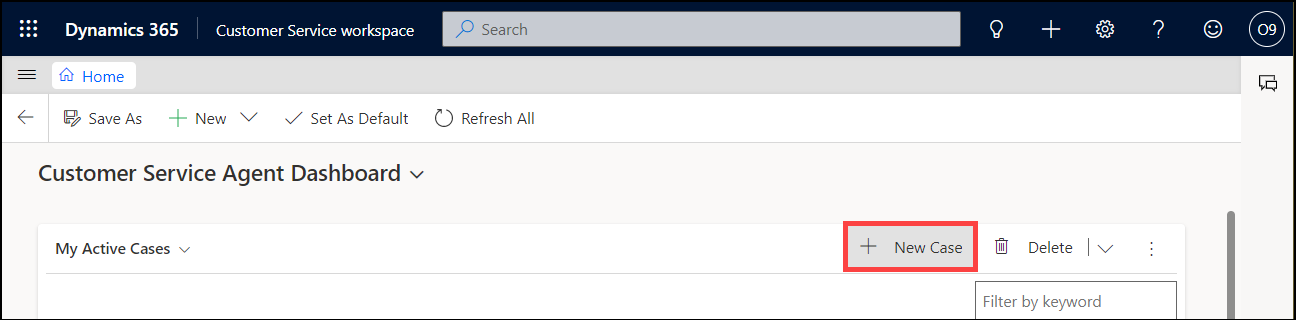 Dynamics 365 Customer Service workspace Search O9
Home
Save As New Set As Default Refresh All
Customer Service Agent Dashboard
My Active Cases New Case Delete
Filter by keyword